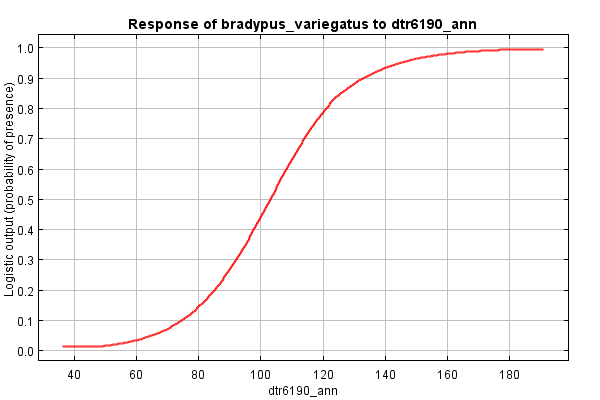 Response of bradypus_variegatus to dtr6190_ann
Logistic output (probability of presence)
1.0
0.9
0.8
0.7
0.6
0.5
0.4
0.3
0.2
0.1
0.0
40 60 80 100 120 140 160 180
dtr6190_ann